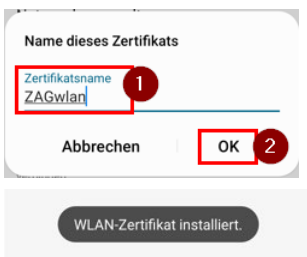 Name dieses Zertifikats
Zertifikatsname
1
ZAGwlan
Abbrechen
OK
2
WLAN-Zertifikat installiert.